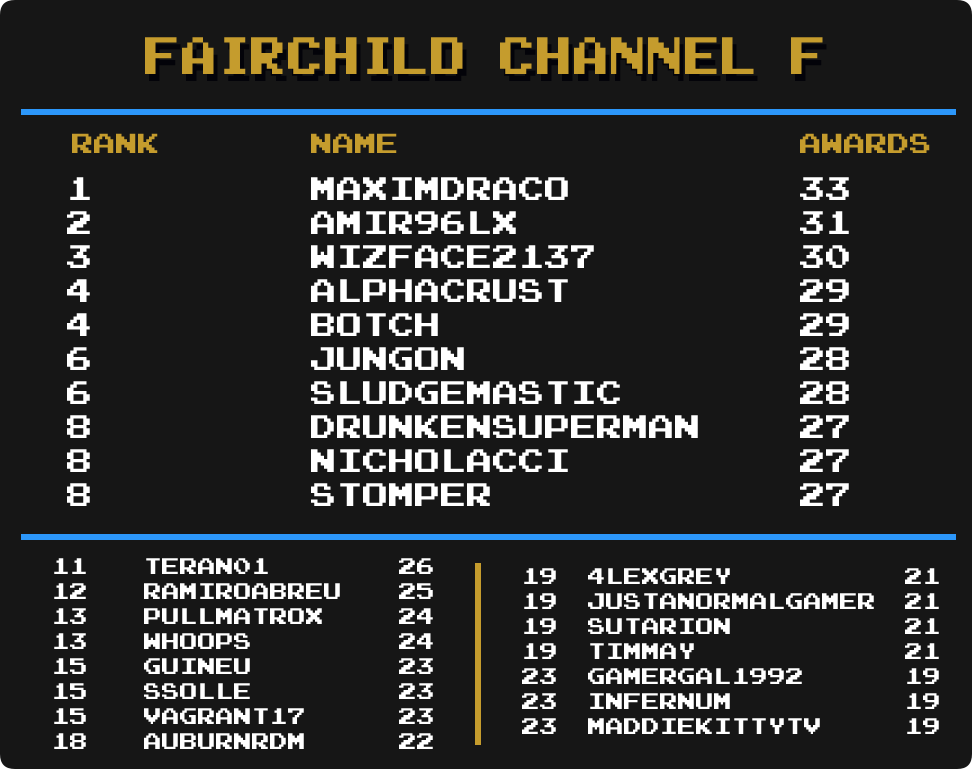 FAIRCHILD CHANNEL F
RANK NAME AWARDS
1 MAXIMDRACO 33
2 AMIR96LX 31
3 WIZFACE2137 30
4 ALPHACRUST 29
4 BOTCH 29
6 JUNGON 28
6 SLUDGEMASTIC 28
8 DRUNKENSUPERMAN 27
8 NICHOLACCI 27
8 STOMPER 27
11 TERANO1 26
12 RAMIROABREU 25
13 PULLMATROX 24
13 WHOOPS 24
15 GUINEU 23
15 SSOLLE 23
15 VAGRANT17 23
18 AUBURNRDM 22
19 4LEXGREY 21
19 JUSTANORMALGAMER 21
19 SUTARION 21
19 TIMMAY 21
23 GAMERGAL1992 19
23 INFERNUM 19
23 MADDIEKITTYTV 19